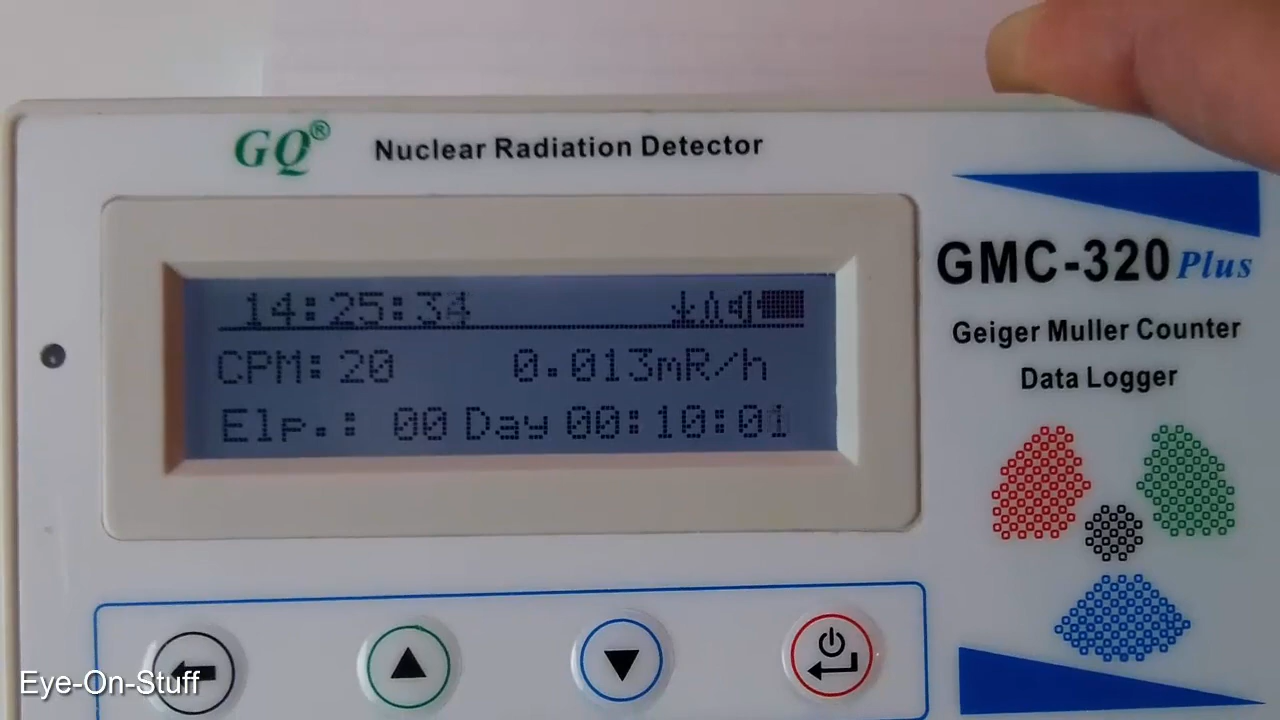 GQ® Nuclear Radiation Detector
GMC-320 Plus
Geiger Muller Counter
Data Logger
14:25:34
CPM: 20 0.013mR/h
Elp.: 00 Day 00:10:01
Eye-On-Stuff